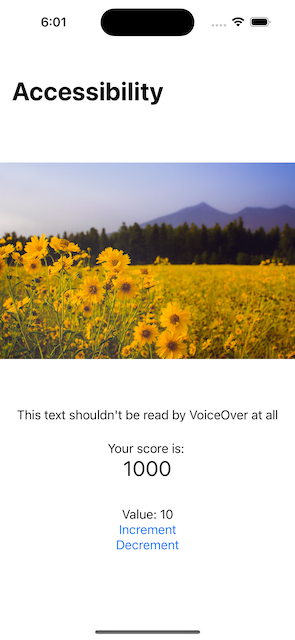 6:01
Accessibility
This text shouldn't be read by VoiceOver at all
Your score is:
1000
Value: 10
Increment
Decrement